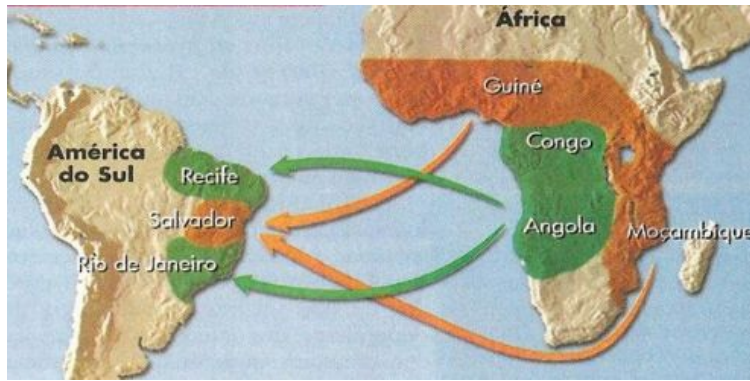 África
Guiné
Congo
América
do Sul
Recife
Salvador
Angola
Moçambique
Rio de Janeiro